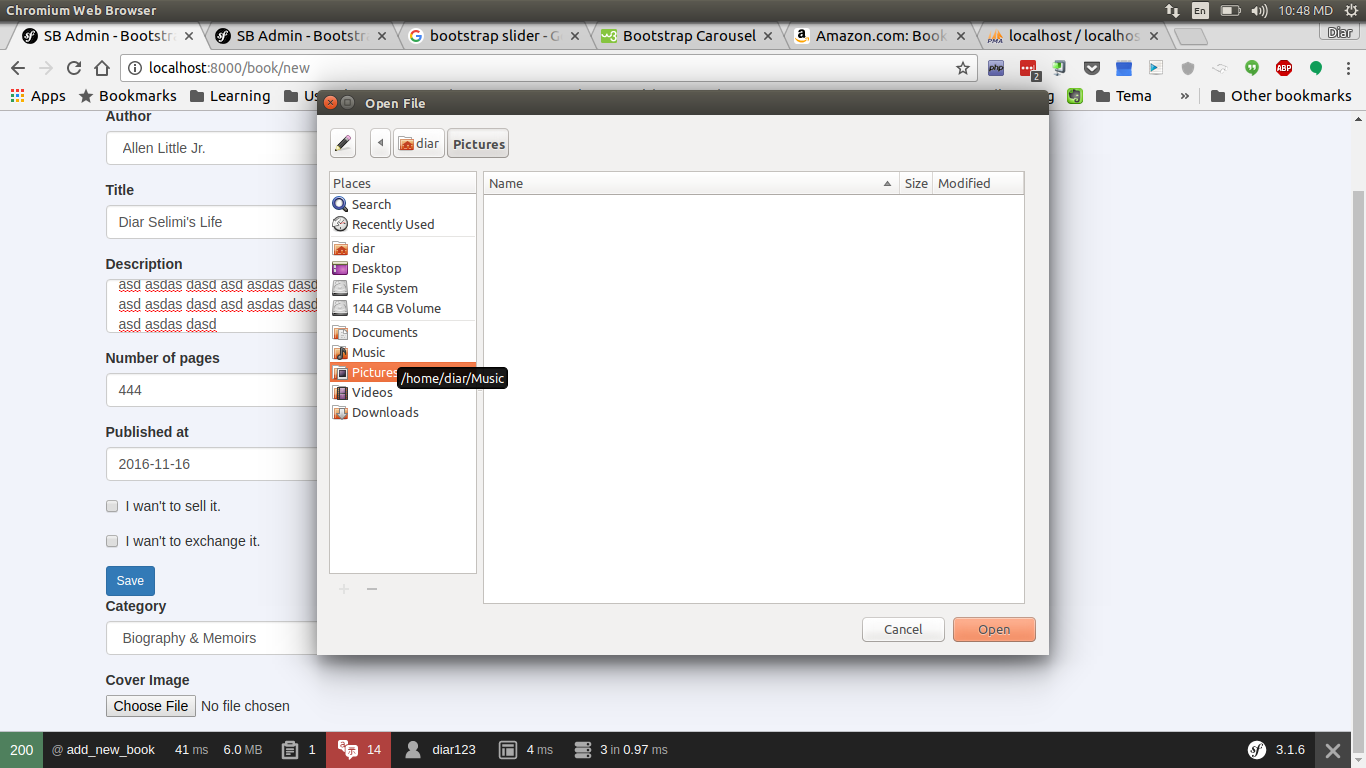 Chromium Web Browser
En
10:48 MD
SB Admin - Bootstra
SB Admin - Bootstra
bootstrap slider - Go
Bootstrap Carousel
Amazon.com: Book
localhost / localhos
Diar
localhost:8000/book/new
php
2
ABP
Apps
Bookmarks
Learning
Us
g
Tema
»
Other bookmarks
Author
Allen Little Jr.
Title
Diar Selimi's Life
Description
asd asdas dasd asd asdas dasd
asd asdas dasd asd asdas dasd
asd asdas dasd
Number of pages
444
Published at
2016-11-16
I wan't to sell it.
I wan't to exchange it.
Save
Category
Biography & Memoirs
Cover Image
Choose File No file chosen
Open File
diar
Pictures
Places
Search
Recently Used
diar
Desktop
File System
144 GB Volume
Documents
Music
Pictures
/home/diar/Music
Videos
Downloads
Name
Size
Modified
Cancel
Open
200
@ add_new_book
41 ms
6.0 MB
1
14
diar123
4 ms
3 in 0.97 ms
3.1.6